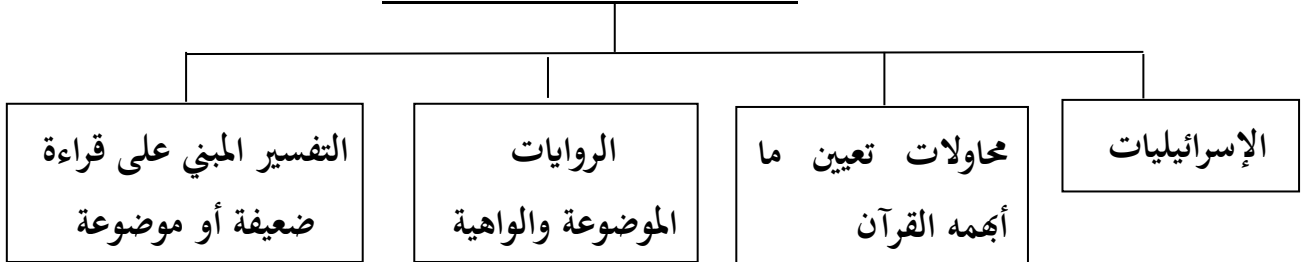 الإسرائيليات
محاولات تعيين ما
أبهمه القرآن
الروايات
الموضوعة والواهية
التفسير المبني على قراءة
ضعيفة أو موضوعة